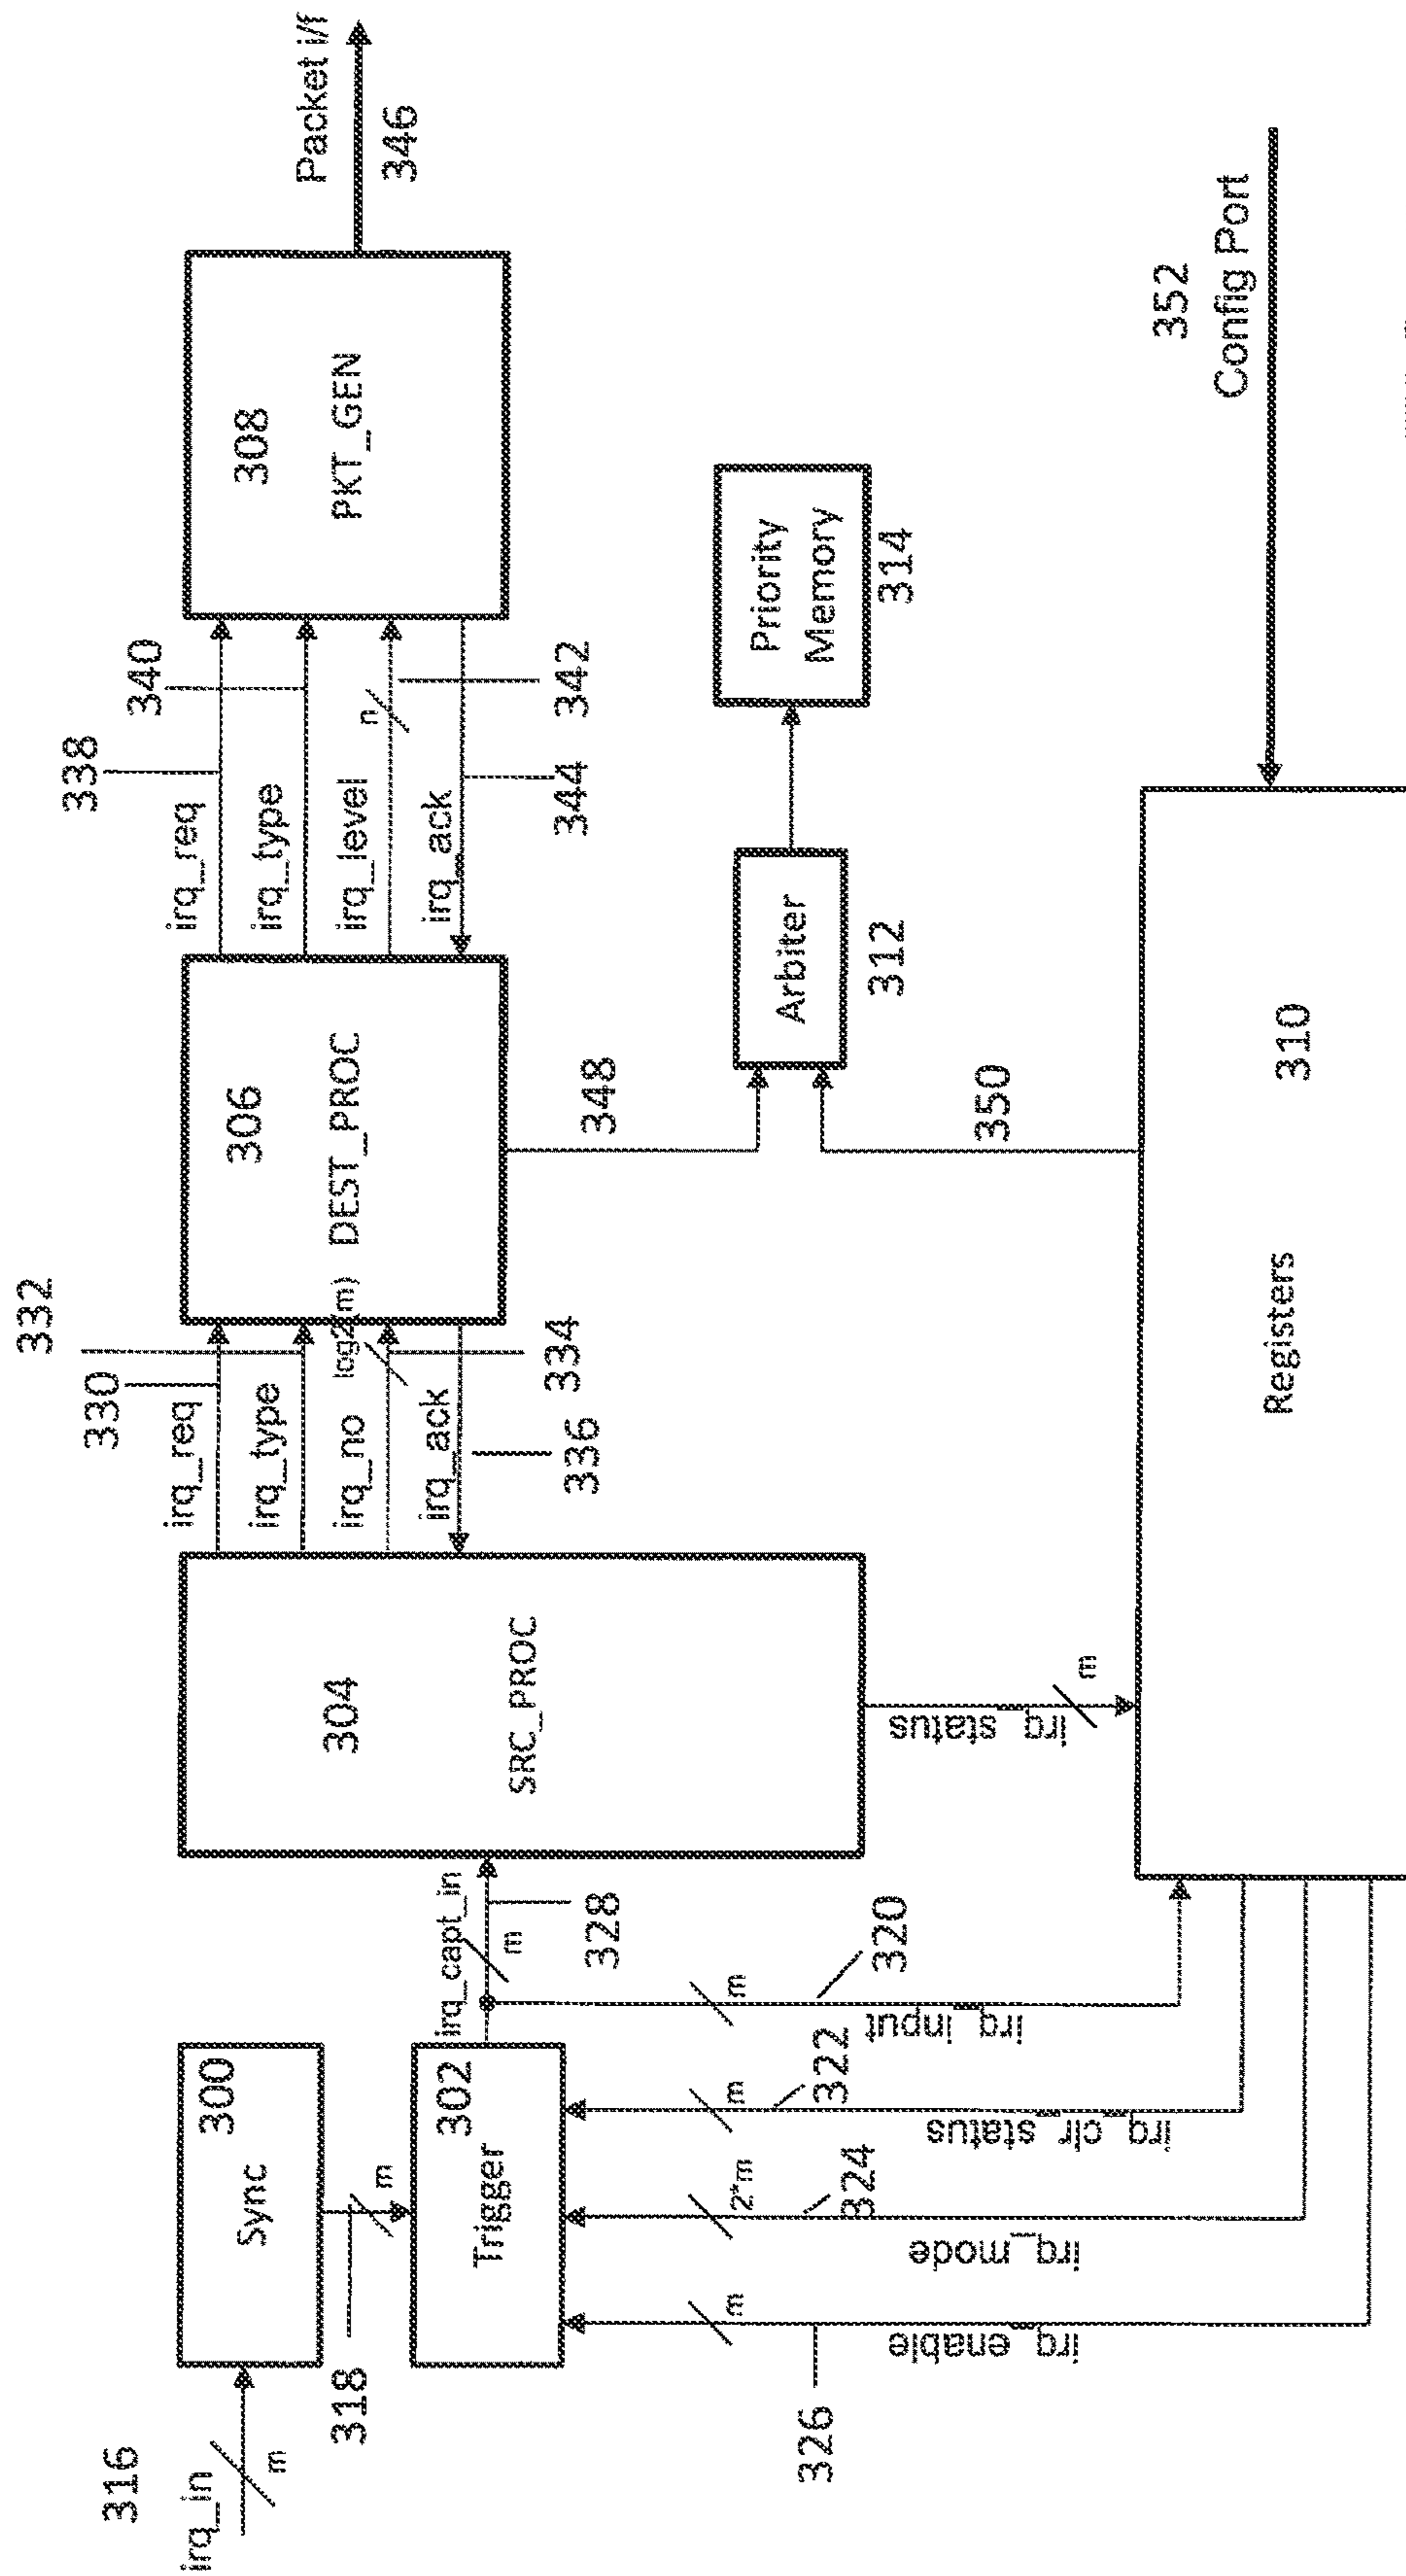 316
irq_in
m
300
Sync
318
m
302
Trigger
irq_capt_in
m
328
m
320
irq_input
m
322
irq_clr_status
2*m
324
irq_mode
m
326
irq_enable
304
SRC_PROC
irq_status
m
330
332
irq_req
irq_type
irq_no
log2(m)
334
irq_ack
336
306
DEST_PROC
338
340
irq_req
irq_type
irq_level
n
342
irq_ack
344
308
PKT_GEN
Packet i/f
346
348
350
Arbiter
312
Priority
Memory
314
352
Config Port
310
Registers